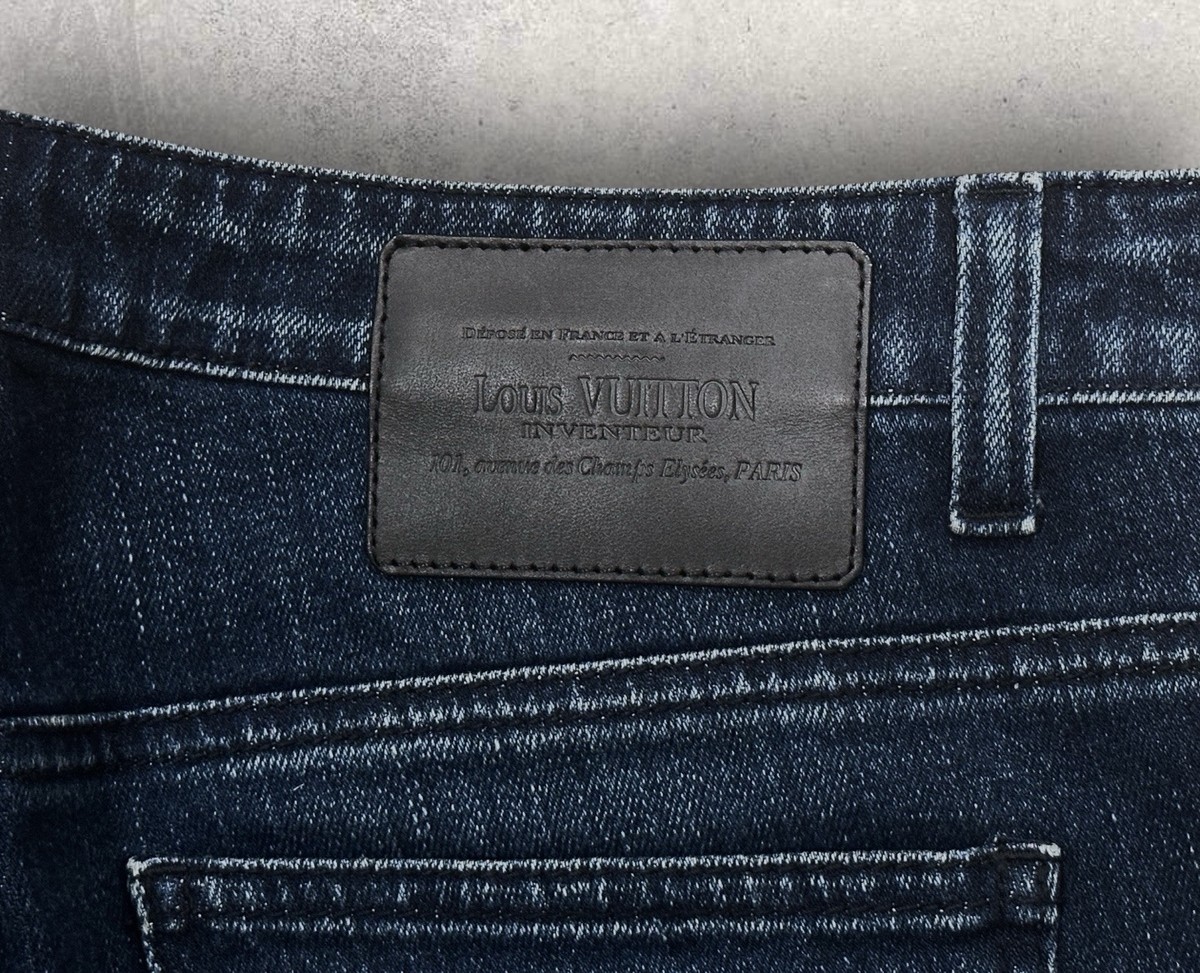 DÉPOSÉ EN FRANCE ET A L'ÉTRANGER
LOUIS VUITTON
INVENTEUR
101, avenue des Champs Elysées, PARIS